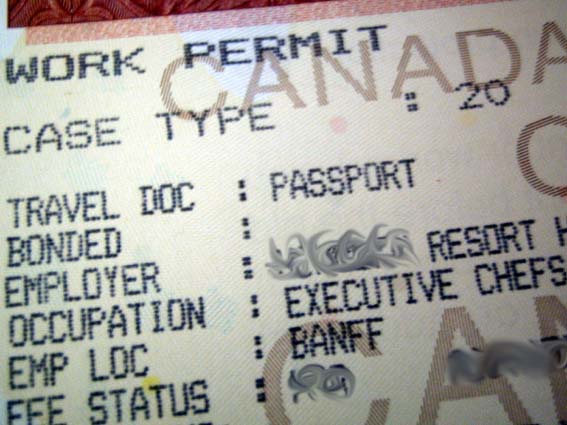 WORK PERMIT
CANADA
CASE TYPE : 20
TRAVEL DOC : PASSPORT
BONDED :
EMPLOYER : RESORT H
OCCUPATION : EXECUTIVE CHEFS
EMP LOC : BANFF
FEE STATUS :
CA